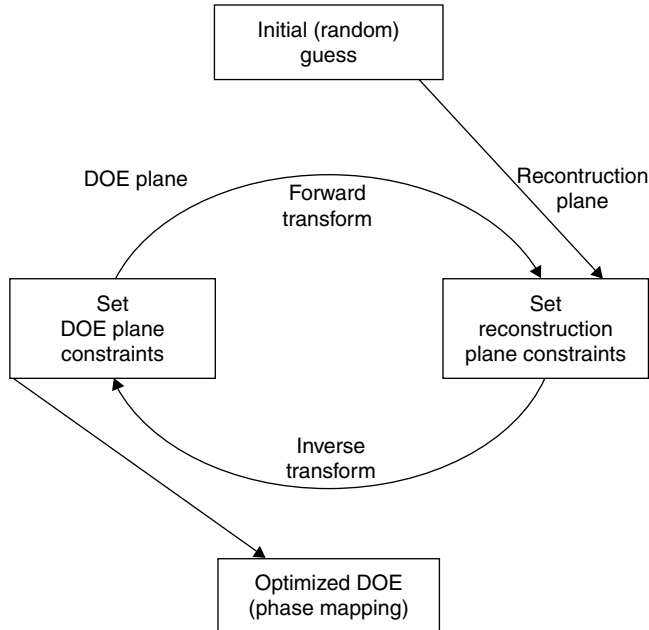 Initial (random)
guess
DOE plane
Forward
transform
Recontruction
plane
Set
DOE plane
constraints
Set
reconstruction
plane constraints
Inverse
transform
Optimized DOE
(phase mapping)